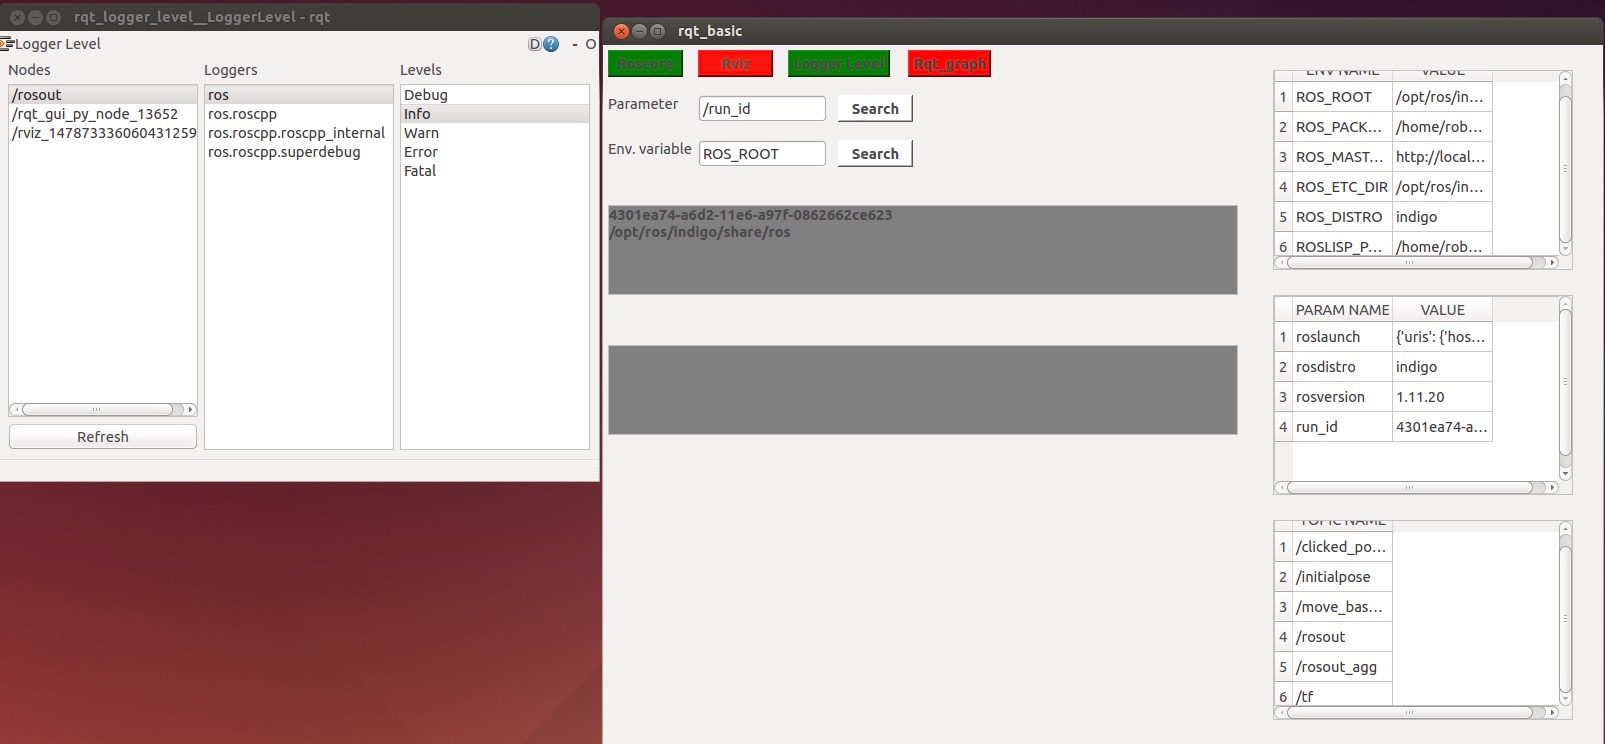 rqt_logger_level__LoggerLevel - rqt
Logger Level
D
?
- O
Nodes
/rosout
/rqt_gui_py_node_13652
/rviz_147873336060431259
Refresh
Loggers
ros
ros.roscpp
ros.roscpp.roscpp_internal
ros.roscpp.superdebug
Levels
Debug
Info
Warn
Error
Fatal
rqt_basic
Roscore Rviz Logger Level Rqt_graph
Parameter /run_id Search
Env. variable ROS_ROOT Search
4301ea74-a6d2-11e6-a97f-0862662ce623
/opt/ros/indigo/share/ros
ENV NAME VALUE
1 ROS_ROOT /opt/ros/in...
2 ROS_PACK... /home/rob...
3 ROS_MAST... http://local...
4 ROS_ETC_DIR /opt/ros/in...
5 ROS_DISTRO indigo
6 ROSLISP_P... /home/rob...
PARAM NAME VALUE
1 roslaunch {'uris': {'hos...
2 rosdistro indigo
3 rosversion 1.11.20
4 run_id 4301ea74-a...
TOPIC NAME
1 /clicked_po...
2 /initialpose
3 /move_bas...
4 /rosout
5 /rosout_agg
6 /tf